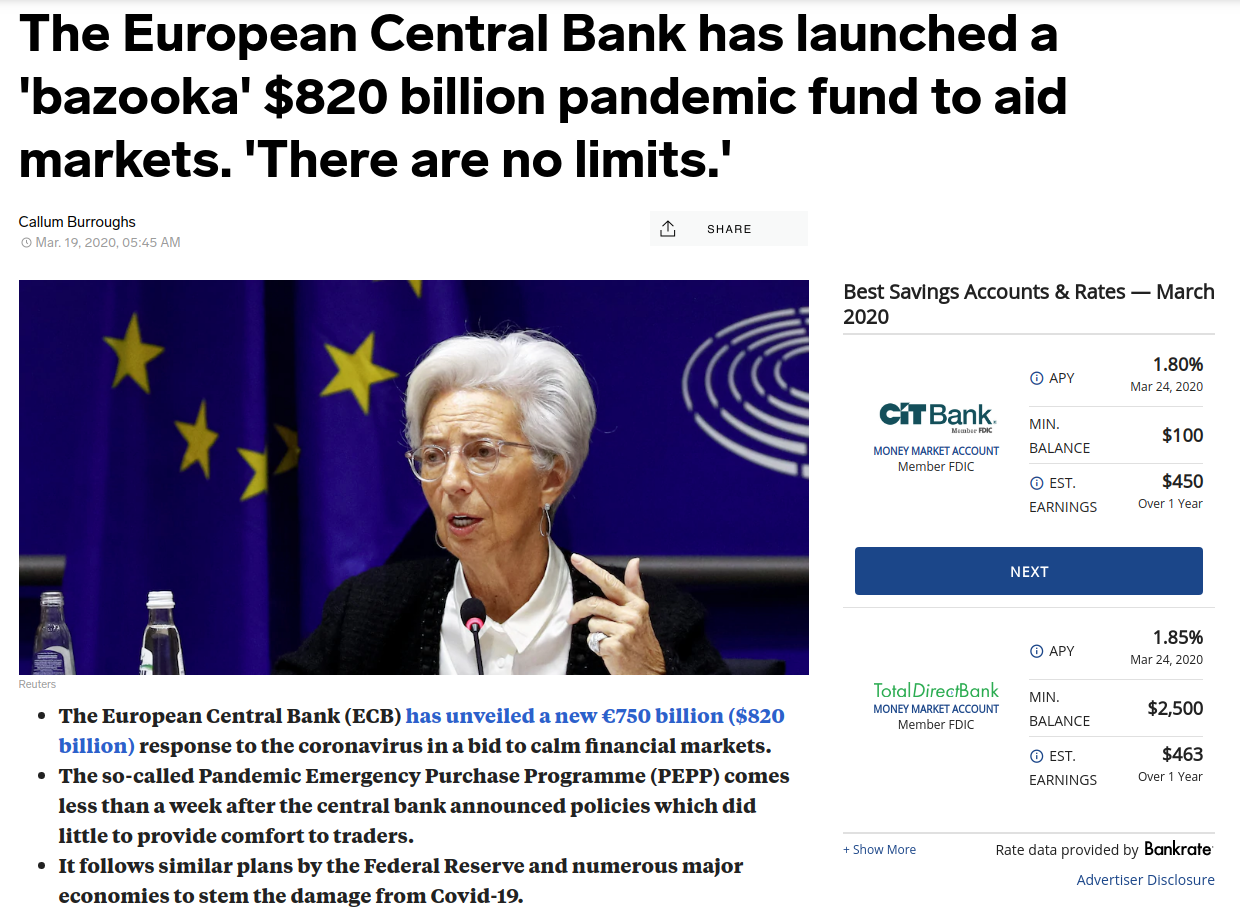 The European Central Bank has launched a
'bazooka' $820 billion pandemic fund to aid
markets. 'There are no limits.'
Callum Burroughs
Mar. 19, 2020, 05:45 AM
SHARE
Reuters
The European Central Bank (ECB) has unveiled a new €750 billion ($820
billion) response to the coronavirus in a bid to calm financial markets.
The so-called Pandemic Emergency Purchase Programme (PEPP) comes
less than a week after the central bank announced policies which did
little to provide comfort to traders.
It follows similar plans by the Federal Reserve and numerous major
economies to stem the damage from Covid-19.
Best Savings Accounts & Rates — March
2020
CiT Bank.
Member FDIC
MONEY MARKET ACCOUNT
Member FDIC
APY
1.80%
Mar 24, 2020
MIN.
BALANCE
$100
EST.
EARNINGS
$450
Over 1 Year
NEXT
TotalDirectBank
MONEY MARKET ACCOUNT
Member FDIC
APY
1.85%
Mar 24, 2020
MIN.
BALANCE
$2,500
EST.
EARNINGS
$463
Over 1 Year
+ Show More
Rate data provided by Bankrate
Advertiser Disclosure